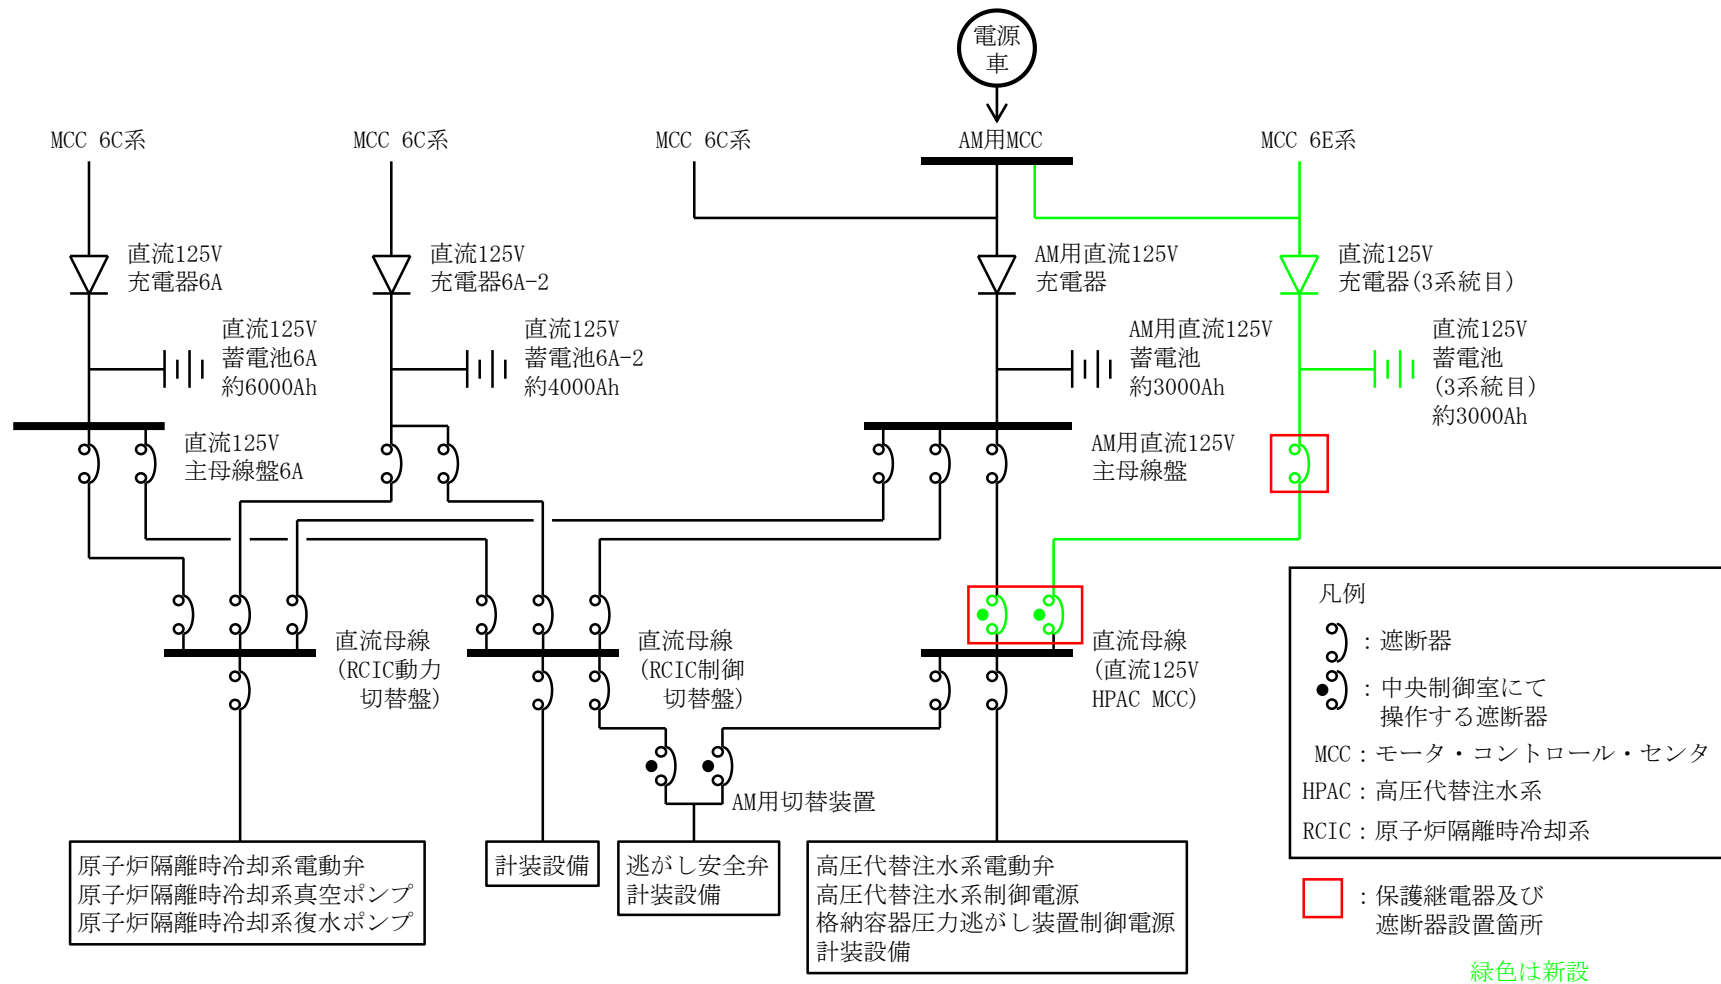 電源
車
MCC 6C系
MCC 6C系
MCC 6C系
AM用MCC
MCC 6E系
直流125V
充電器6A
直流125V
充電器6A-2
AM用直流125V
充電器
直流125V
充電器(3系統目)
直流125V
蓄電池6A
約6000Ah
直流125V
蓄電池6A-2
約4000Ah
AM用直流125V
蓄電池
約3000Ah
直流125V
蓄電池
(3系統目)
約3000Ah
直流125V
主母線盤6A
AM用直流125V
主母線盤
直流母線
(RCIC動力
切替盤)
直流母線
(RCIC制御
切替盤)
直流母線
(直流125V
HPAC MCC)
AM用切替装置
原子炉隔離時冷却系電動弁
原子炉隔離時冷却系真空ポンプ
原子炉隔離時冷却系復水ポンプ
計装設備
逃がし安全弁
計装設備
高圧代替注水系電動弁
高圧代替注水系制御電源
格納容器圧力逃がし装置制御電源
計装設備
凡例
：遮断器
：中央制御室にて
操作する遮断器
MCC：モータ・コントロール・センタ
HPAC：高圧代替注水系
RCIC：原子炉隔離時冷却系
：保護継電器及び
遮断器設置箇所
緑色は新設